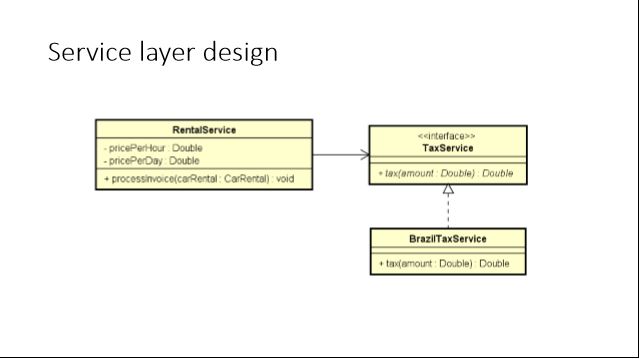 Service layer design
RentalService
- pricePerHour : Double
- pricePerDay : Double
+ processInvoice(carRental : CarRental) : void
<<interface>>
TaxService
+ tax(amount : Double) : Double
BrazilTaxService
+ tax(amount : Double) : Double